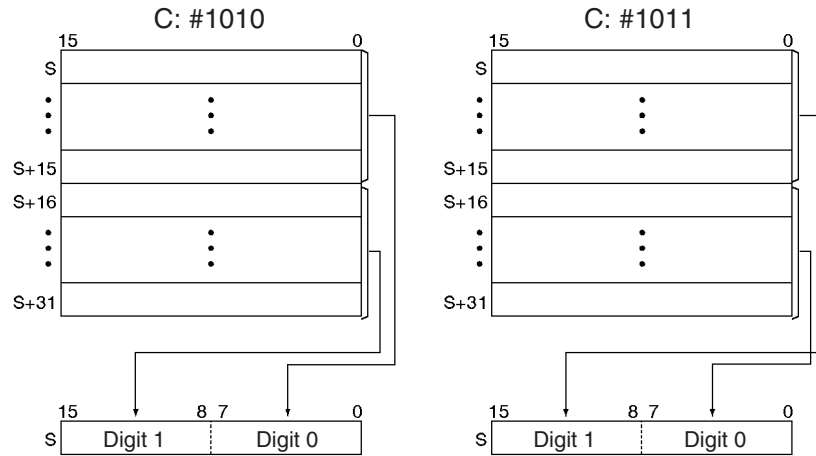 C: #1010
15 0
S
S+15
S+16
S+31
15 8 7 0
S Digit 1 Digit 0
C: #1011
15 0
S
S+15
S+16
S+31
15 8 7 0
S Digit 1 Digit 0